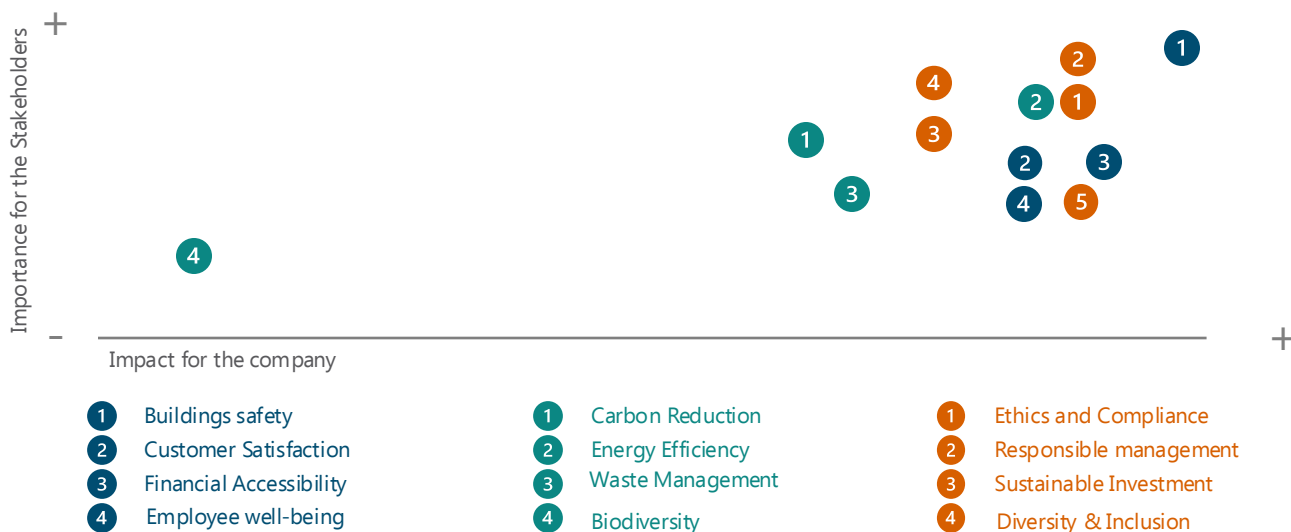 +
Importance for the Stakeholders
1
2
4
2
1
3
1
2
3
3
4
5
4
-
+
Impact for the company
1 Buildings safety
2 Customer Satisfaction
3 Financial Accessibility
4 Employee well-being
1 Carbon Reduction
2 Energy Efficiency
3 Waste Management
4 Biodiversity
1 Ethics and Compliance
2 Responsible management
3 Sustainable Investment
4 Diversity & Inclusion